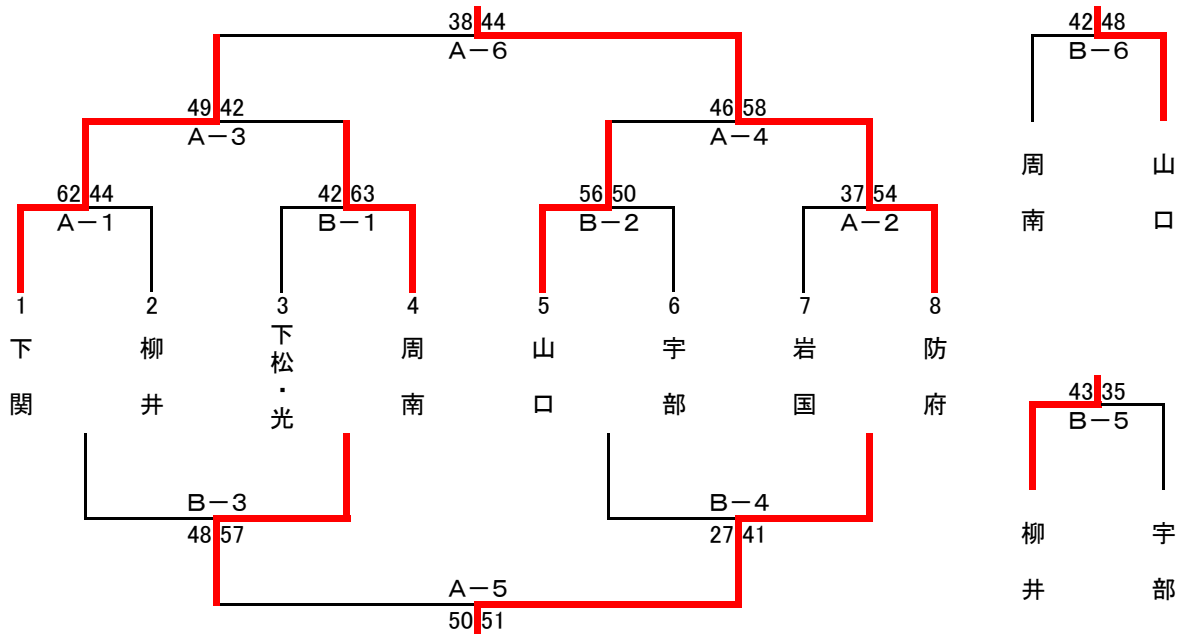 38 44
A－6
42 48
B－6
49 42
A－3
46 58
A－4
周南
山口
62 44
A－1
42 63
B－1
56 50
B－2
37 54
A－2
1
2
3
4
5
6
7
8
下関
柳井
下松・光
周南
山口
宇部
岩国
防府
43 35
B－5
B－3
48 57
B－4
27 41
柳井
宇部
A－5
50 51